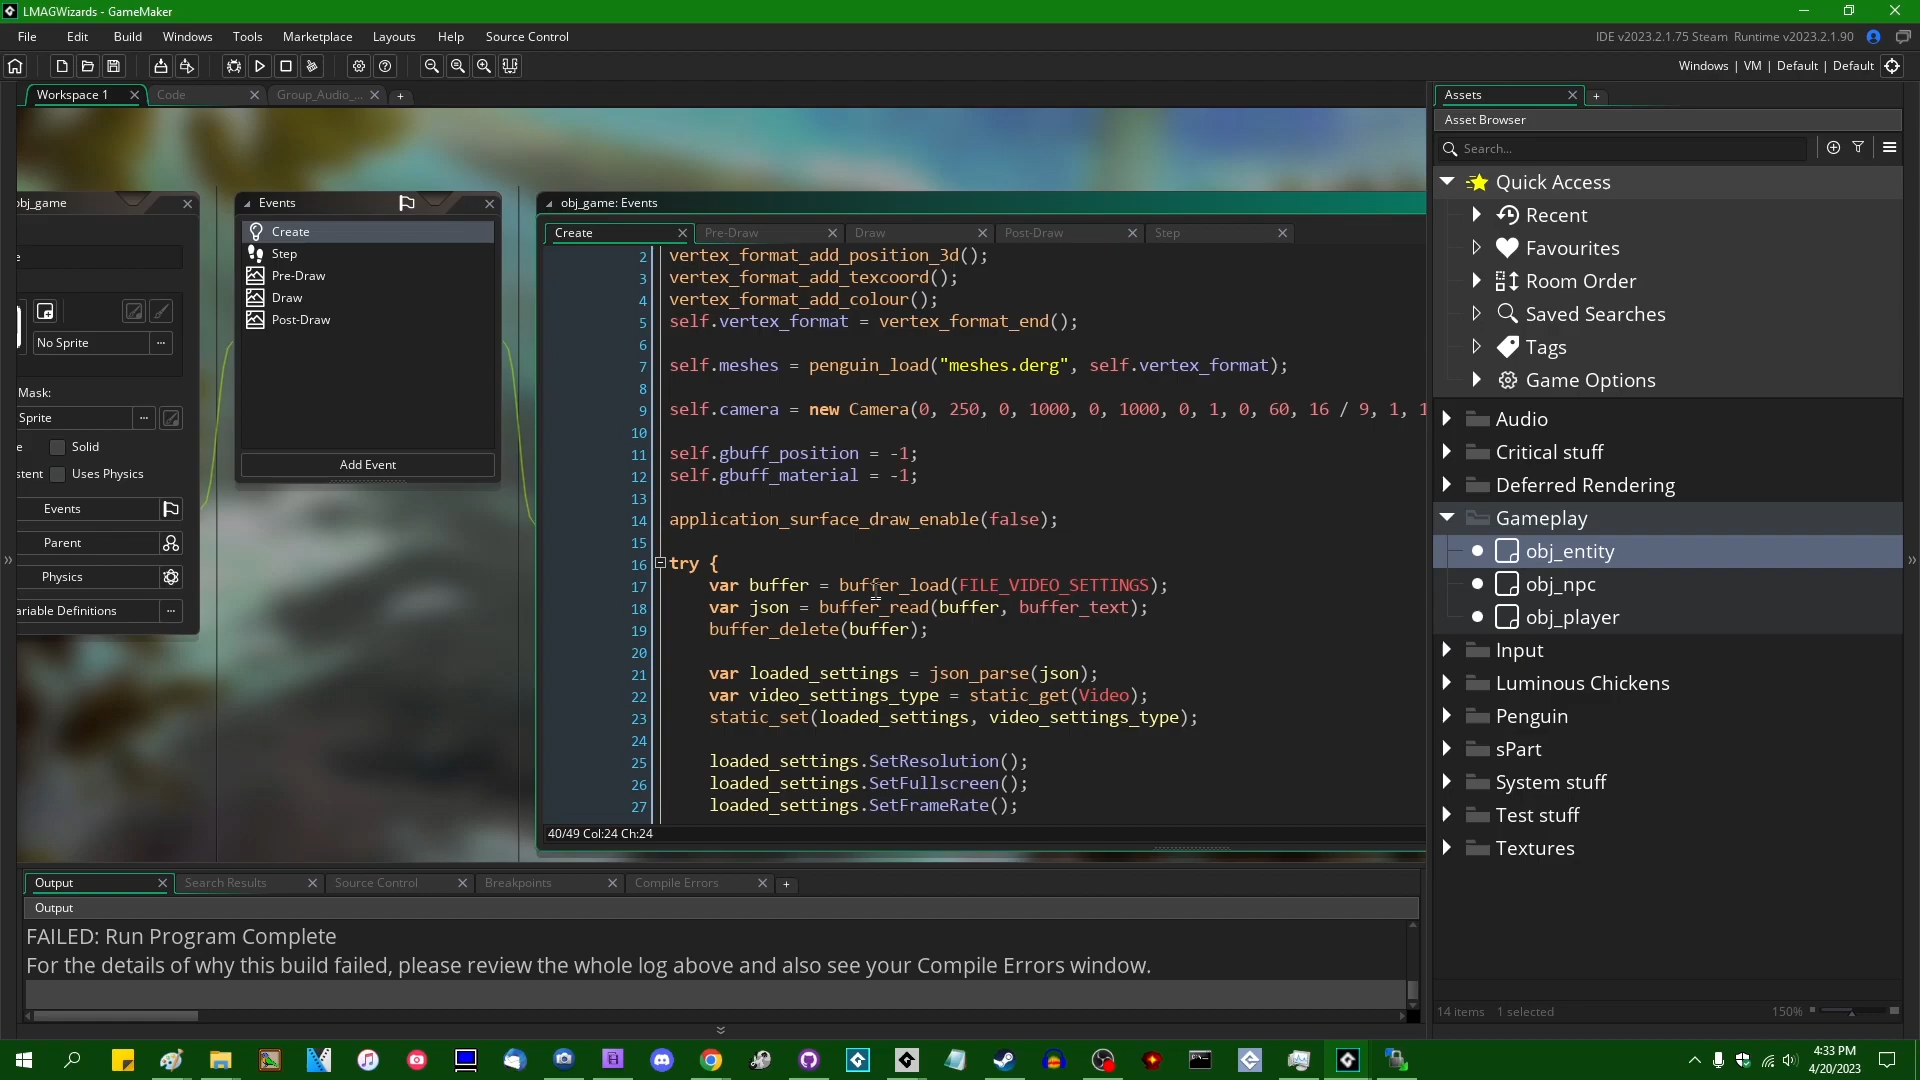 LMAGWizards - GameMaker
File Edit Build Windows Tools Marketplace Layouts Help Source Control
IDE v2023.2.1.75 Steam Runtime v2023.2.1.90
Windows | VM | Default | Default
Workspace 1
Code
Group_Audio_...
obj_game
Events
Create
Step
Pre-Draw
Draw
Post-Draw
Add Event
No Sprite
Mask:
Sprite
Solid
Uses Physics
Events
Parent
Physics
ariable Definitions
obj_game: Events
Create
Pre-Draw
Draw
Post-Draw
Step
2 vertex_format_add_position_3d();
3 vertex_format_add_texcoord();
4 vertex_format_add_colour();
5 self.vertex_format = vertex_format_end();
6
7 self.meshes = penguin_load("meshes.derg", self.vertex_format);
8
9 self.camera = new Camera(0, 250, 0, 1000, 0, 1000, 0, 1, 0, 60, 16 / 9, 1, 1
10
11 self.gbuff_position = -1;
12 self.gbuff_material = -1;
13
14 application_surface_draw_enable(false);
15
16 try {
17 var buffer = buffer_load(FILE_VIDEO_SETTINGS);
18 var json = buffer_read(buffer, buffer_text);
19 buffer_delete(buffer);
20
21 var loaded_settings = json_parse(json);
22 var video_settings_type = static_get(Video);
23 static_set(loaded_settings, video_settings_type);
24
25 loaded_settings.SetResolution();
26 loaded_settings.SetFullscreen();
27 loaded_settings.SetFrameRate();
40/49 Col:24 Ch:24
Output
Search Results
Source Control
Breakpoints
Compile Errors
Output
FAILED: Run Program Complete
For the details of why this build failed, please review the whole log above and also see your Compile Errors window.
Assets
Asset Browser
Search...
Quick Access
Recent
Favourites
Room Order
Saved Searches
Tags
Game Options
Audio
Critical stuff
Deferred Rendering
Gameplay
obj_entity
obj_npc
obj_player
Input
Luminous Chickens
Penguin
sPart
System stuff
Test stuff
Textures
14 items 1 selected
150%
4:33 PM
4/20/2023